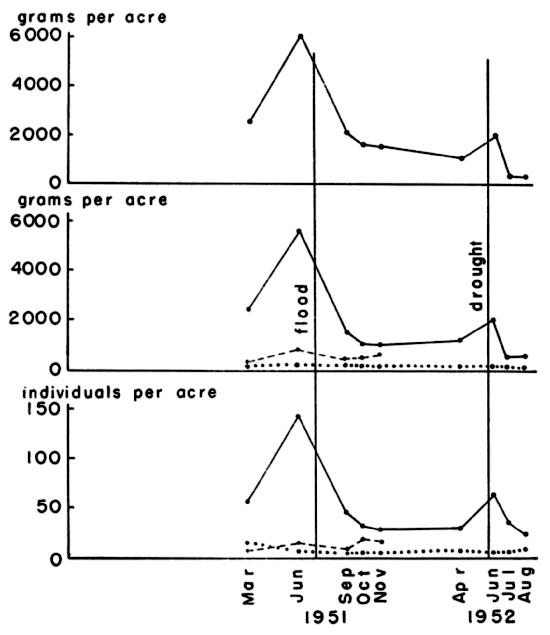 grams per acre
6000
4000
2000
0
grams per acre
6000
4000
2000
0
flood
drought
individuals per acre
150
100
50
0
Mar
Jun
Sep
Oct
Nov
Apr
Jun
Jul
Aug
1951
1952